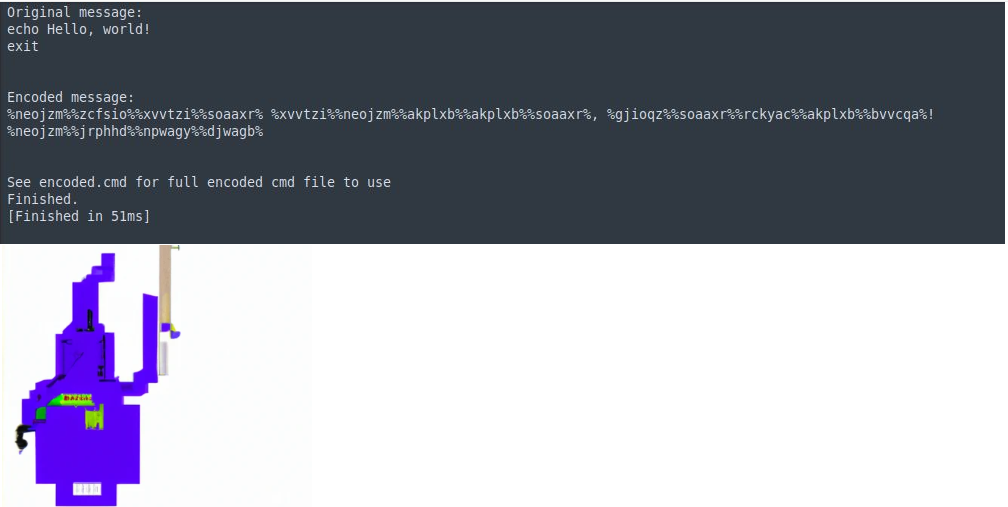 Original message:
echo Hello, world!
exit
Encoded message:
%neojzm%%zcfsio%%xvvtzi%%soaaxr% %xvvtzi%%neojzm%%akplxb%%akplxb%%soaaxr%, %gjioqz%%soaaxr%%rckyac%%akplxb%%bvvcqa%!
%neojzm%%jrphhd%%npwagy%%djwagb%
See encoded.cmd for full encoded cmd file to use
Finished.
[Finished in 51ms]